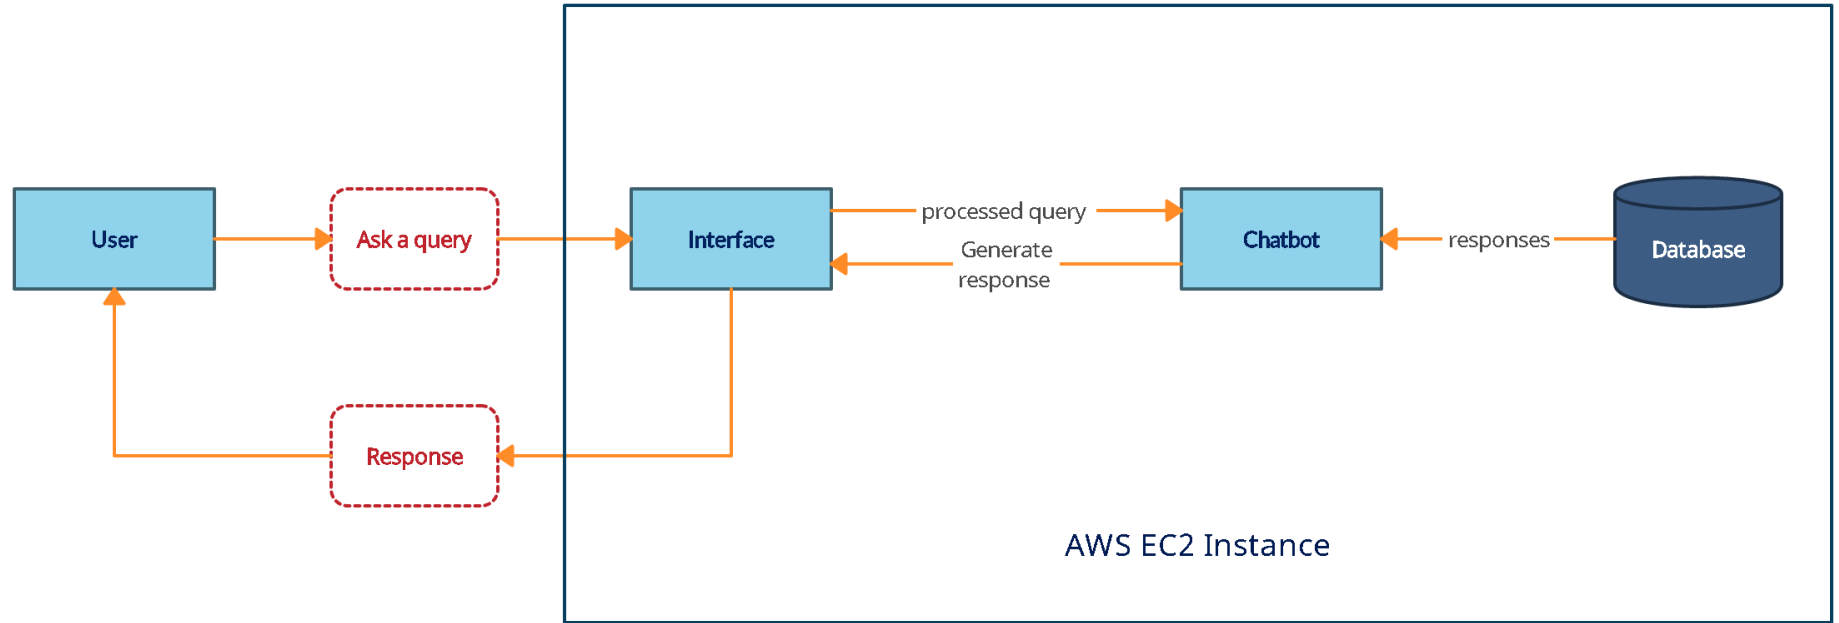 User
Ask a query
Interface
processed query
Generate
response
Chatbot
responses
Database
Response
AWS EC2 Instance